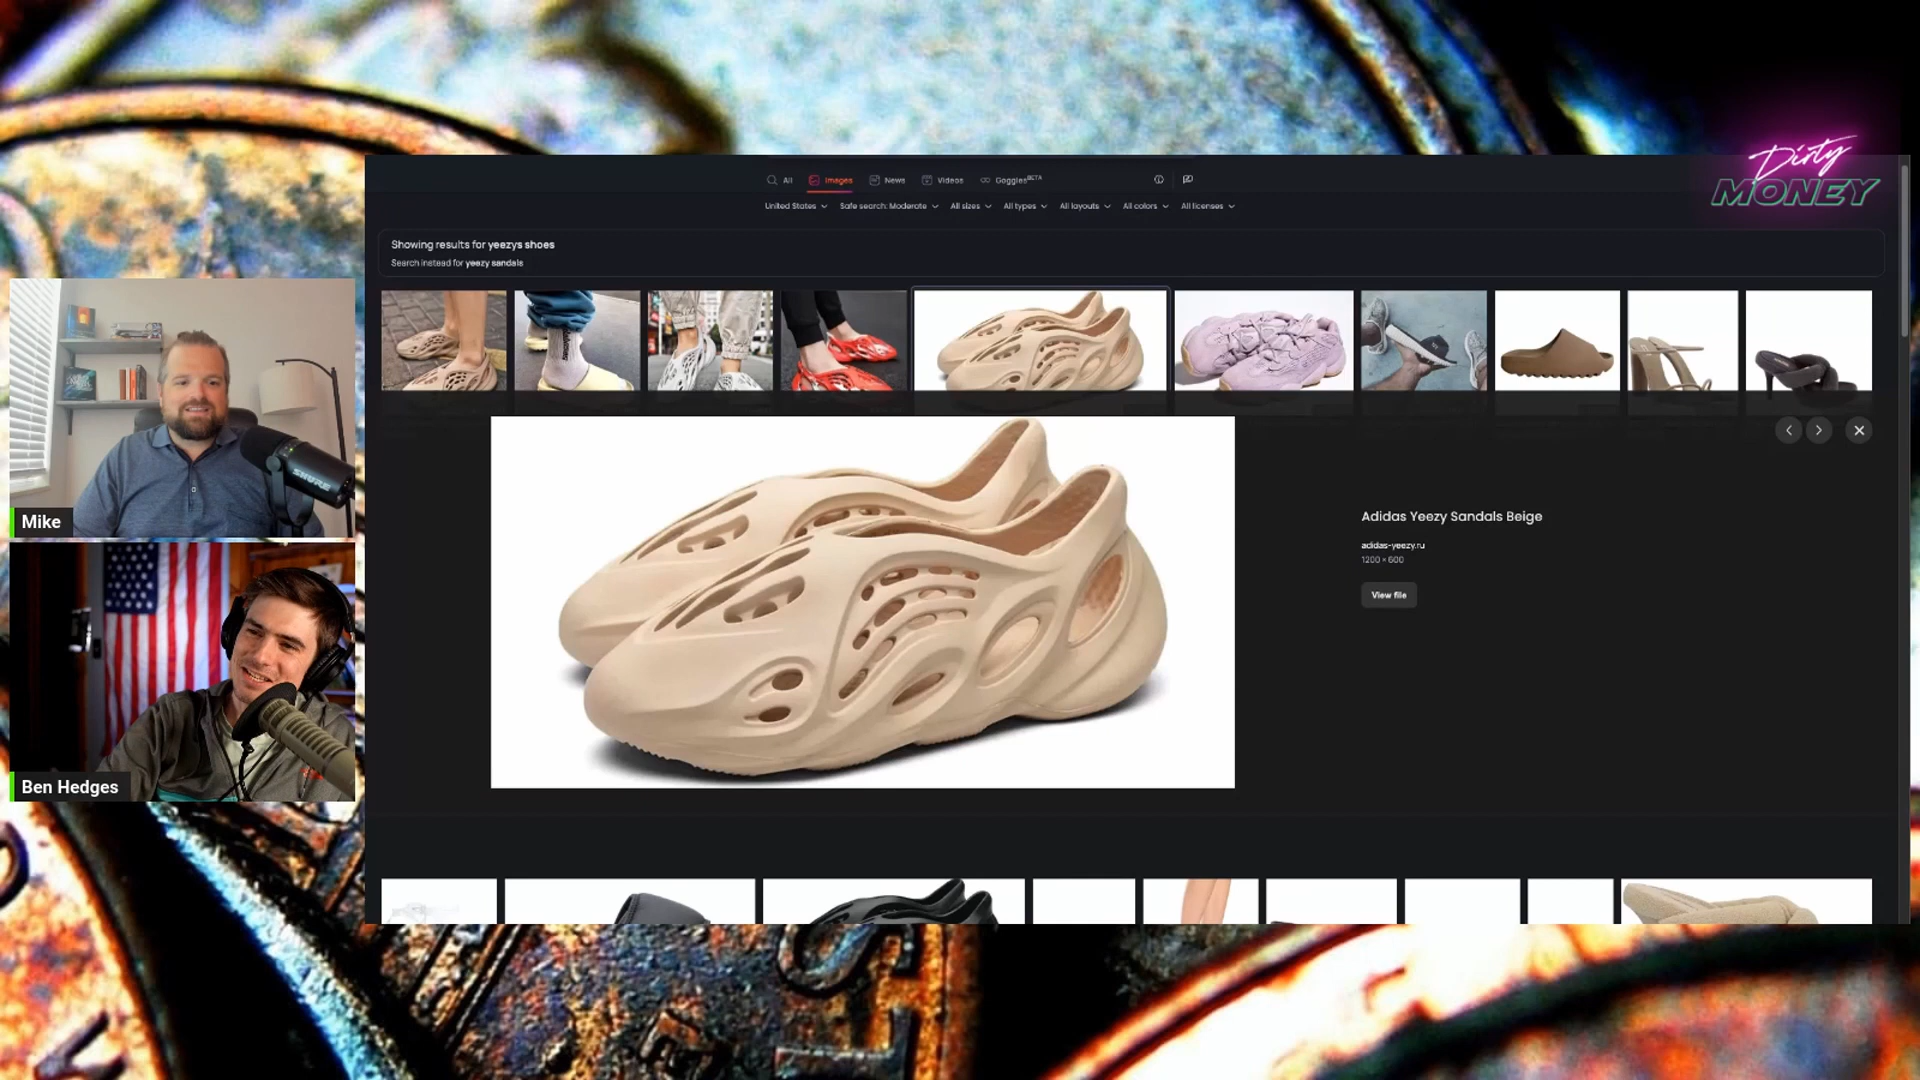 Dirty
MONEY
All
Images
News
Videos
Goggles BETA
United States
Safe search: Moderate
All sizes
All types
All layouts
All colors
All licenses
Showing results for yeezys shoes
Search instead for yeezy sandals
Adidas Yeezy Sandals Beige
adidas-yeezy.ru
1200 × 600
View file
SHURE
Mike
Ben Hedges